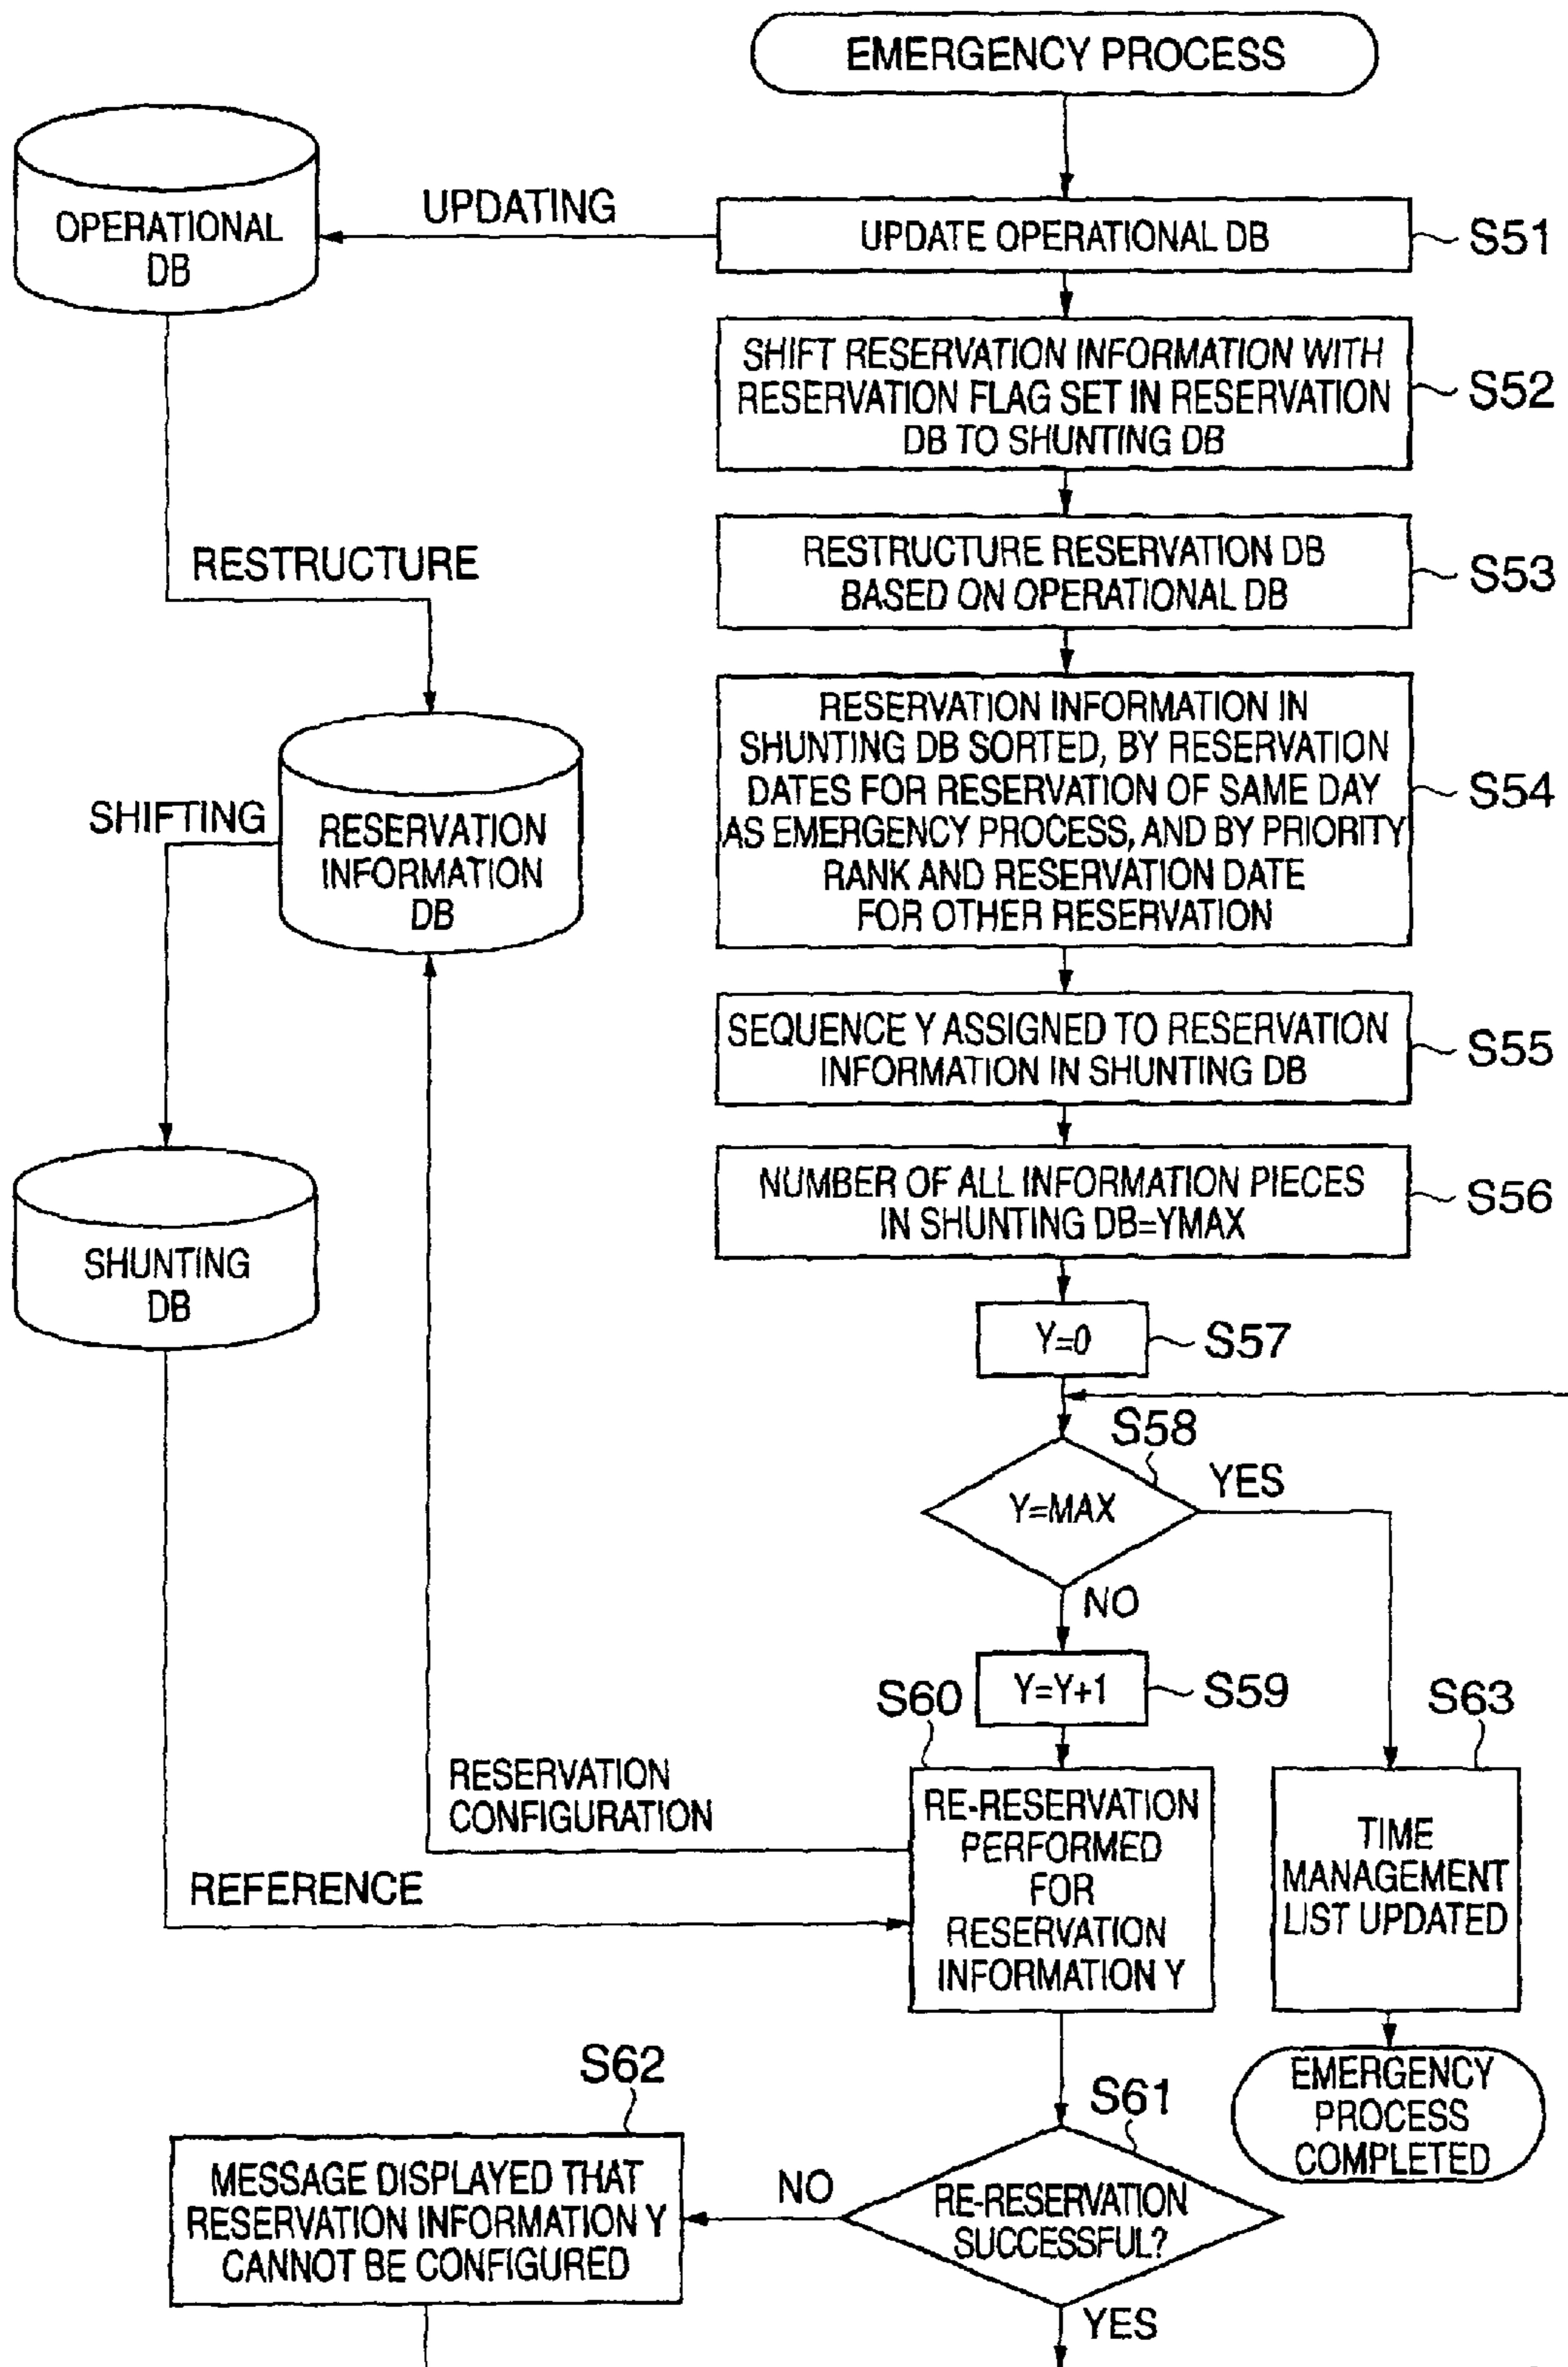 EMERGENCY PROCESS
OPERATIONAL
DB
UPDATING
UPDATE OPERATIONAL DB
S51
SHIFT RESERVATION INFORMATION WITH
RESERVATION FLAG SET IN RESERVATION
DB TO SHUNTING DB
S52
RESTRUCTURE
RESTRUCTURE RESERVATION DB
BASED ON OPERATIONAL DB
S53
RESERVATION INFORMATION IN
SHUNTING DB SORTED, BY RESERVATION
DATES FOR RESERVATION OF SAME DAY
AS EMERGENCY PROCESS, AND BY PRIORITY
RANK AND RESERVATION DATE
FOR OTHER RESERVATION
S54
SHIFTING
RESERVATION
INFORMATION
DB
SEQUENCE Y ASSIGNED TO RESERVATION
INFORMATION IN SHUNTING DB
S55
NUMBER OF ALL INFORMATION PIECES
IN SHUNTING DB=YMAX
S56
SHUNTING
DB
Y=0
S57
S58
Y=MAX
YES
NO
Y=Y+1
S59
S60
S63
RESERVATION
CONFIGURATION
RE-RESERVATION
PERFORMED
FOR
RESERVATION
INFORMATION Y
TIME
MANAGEMENT
LIST UPDATED
REFERENCE
EMERGENCY
PROCESS
COMPLETED
S62
S61
MESSAGE DISPLAYED THAT
RESERVATION INFORMATION Y
CANNOT BE CONFIGURED
NO
RE-RESERVATION
SUCCESSFUL?
YES